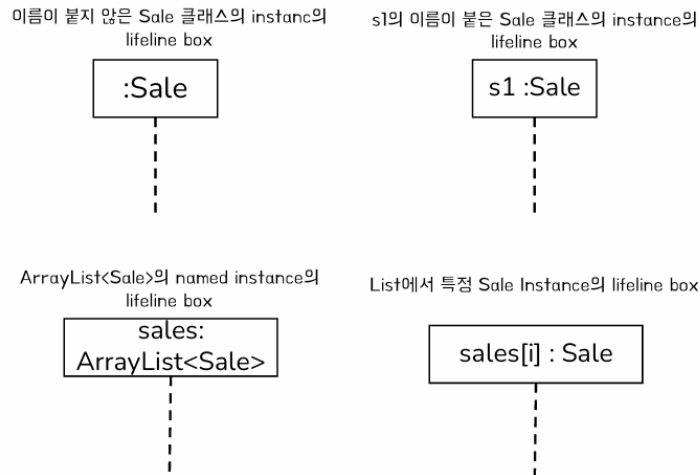 이름이 붙지 않은 Sale 클래스의 instanc의
lifeline box
:Sale
s1의 이름이 붙은 Sale 클래스의 instance의
lifeline box
s1 :Sale
ArrayList<Sale>의 named instance의
lifeline box
sales:
ArrayList<Sale>
List에서 특점 Sale Instance의 lifeline box
sales[i] : Sale